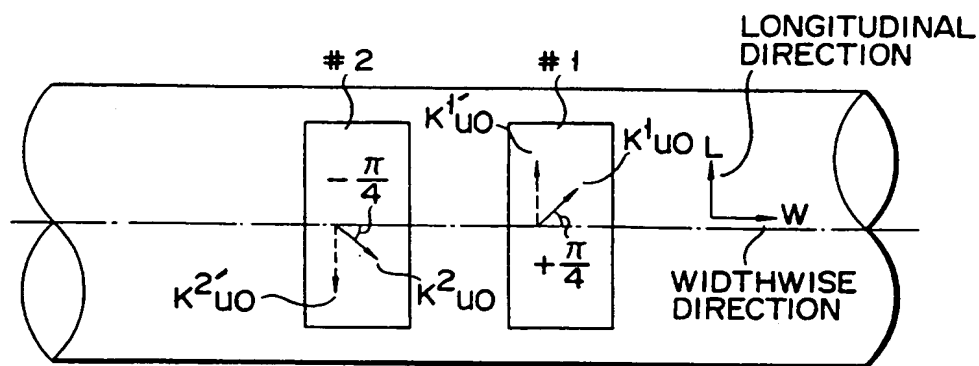 LONGITUDINAL
DIRECTION
#2
#1
K¹′uo
K¹uo
L
W
− π/4
+ π/4
K²′uo
K²uo
WIDTHWISE
DIRECTION